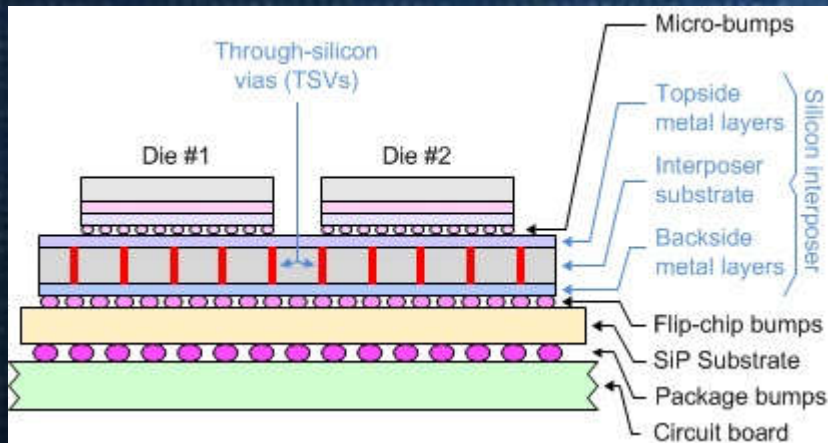 Micro-bumps
Through-silicon
vias (TSVs)
Topside
metal layers
Die #1
Die #2
Interposer
substrate
Silicon interposer
Backside
metal layers
Flip-chip bumps
SiP Substrate
Package bumps
Circuit board